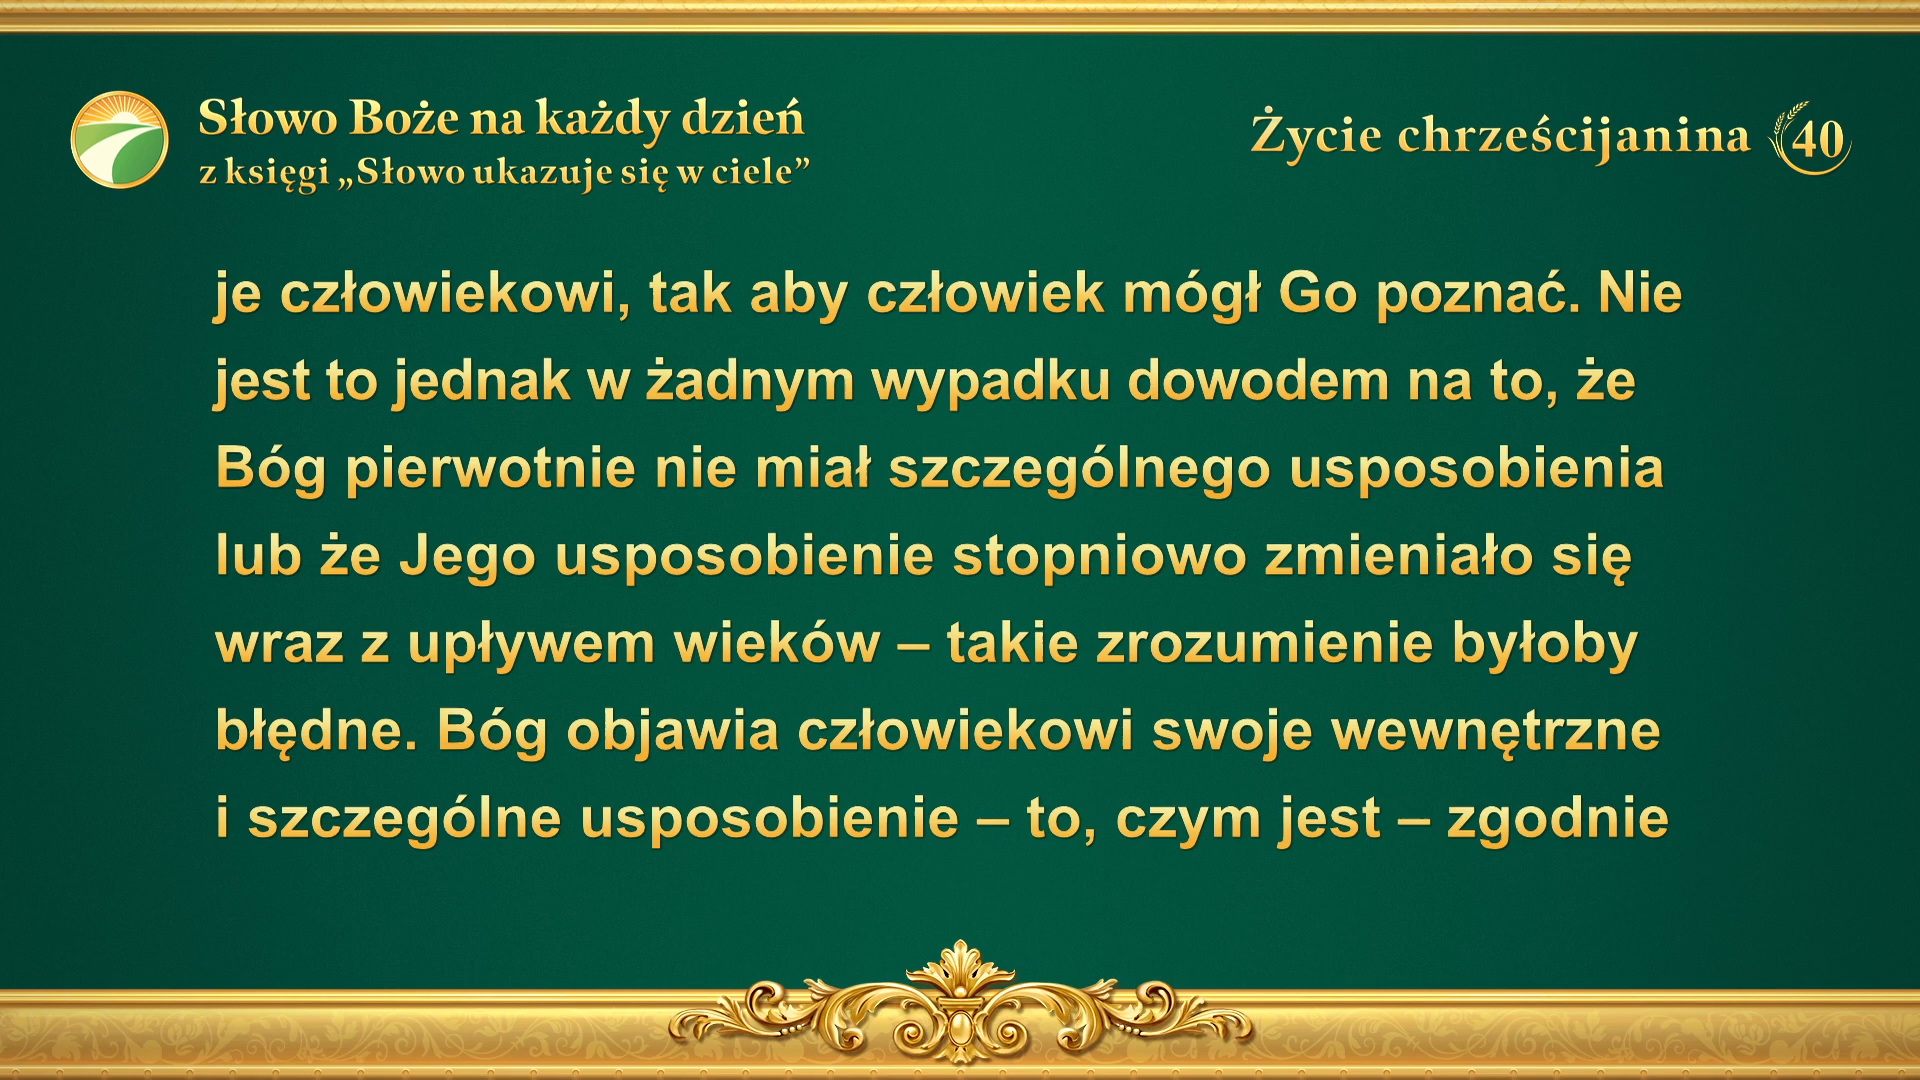 Słowo Boże na każdy dzień
z księgi „Słowo ukazuje się w ciele”
Życie chrześcijanina 40
je człowiekowi, tak aby człowiek mógł Go poznać. Nie
jest to jednak w żadnym wypadku dowodem na to, że
Bóg pierwotnie nie miał szczególnego usposobienia
lub że Jego usposobienie stopniowo zmieniało się
wraz z upływem wieków – takie zrozumienie byłoby
błędne. Bóg objawia człowiekowi swoje wewnętrzne
i szczególne usposobienie – to, czym jest – zgodnie